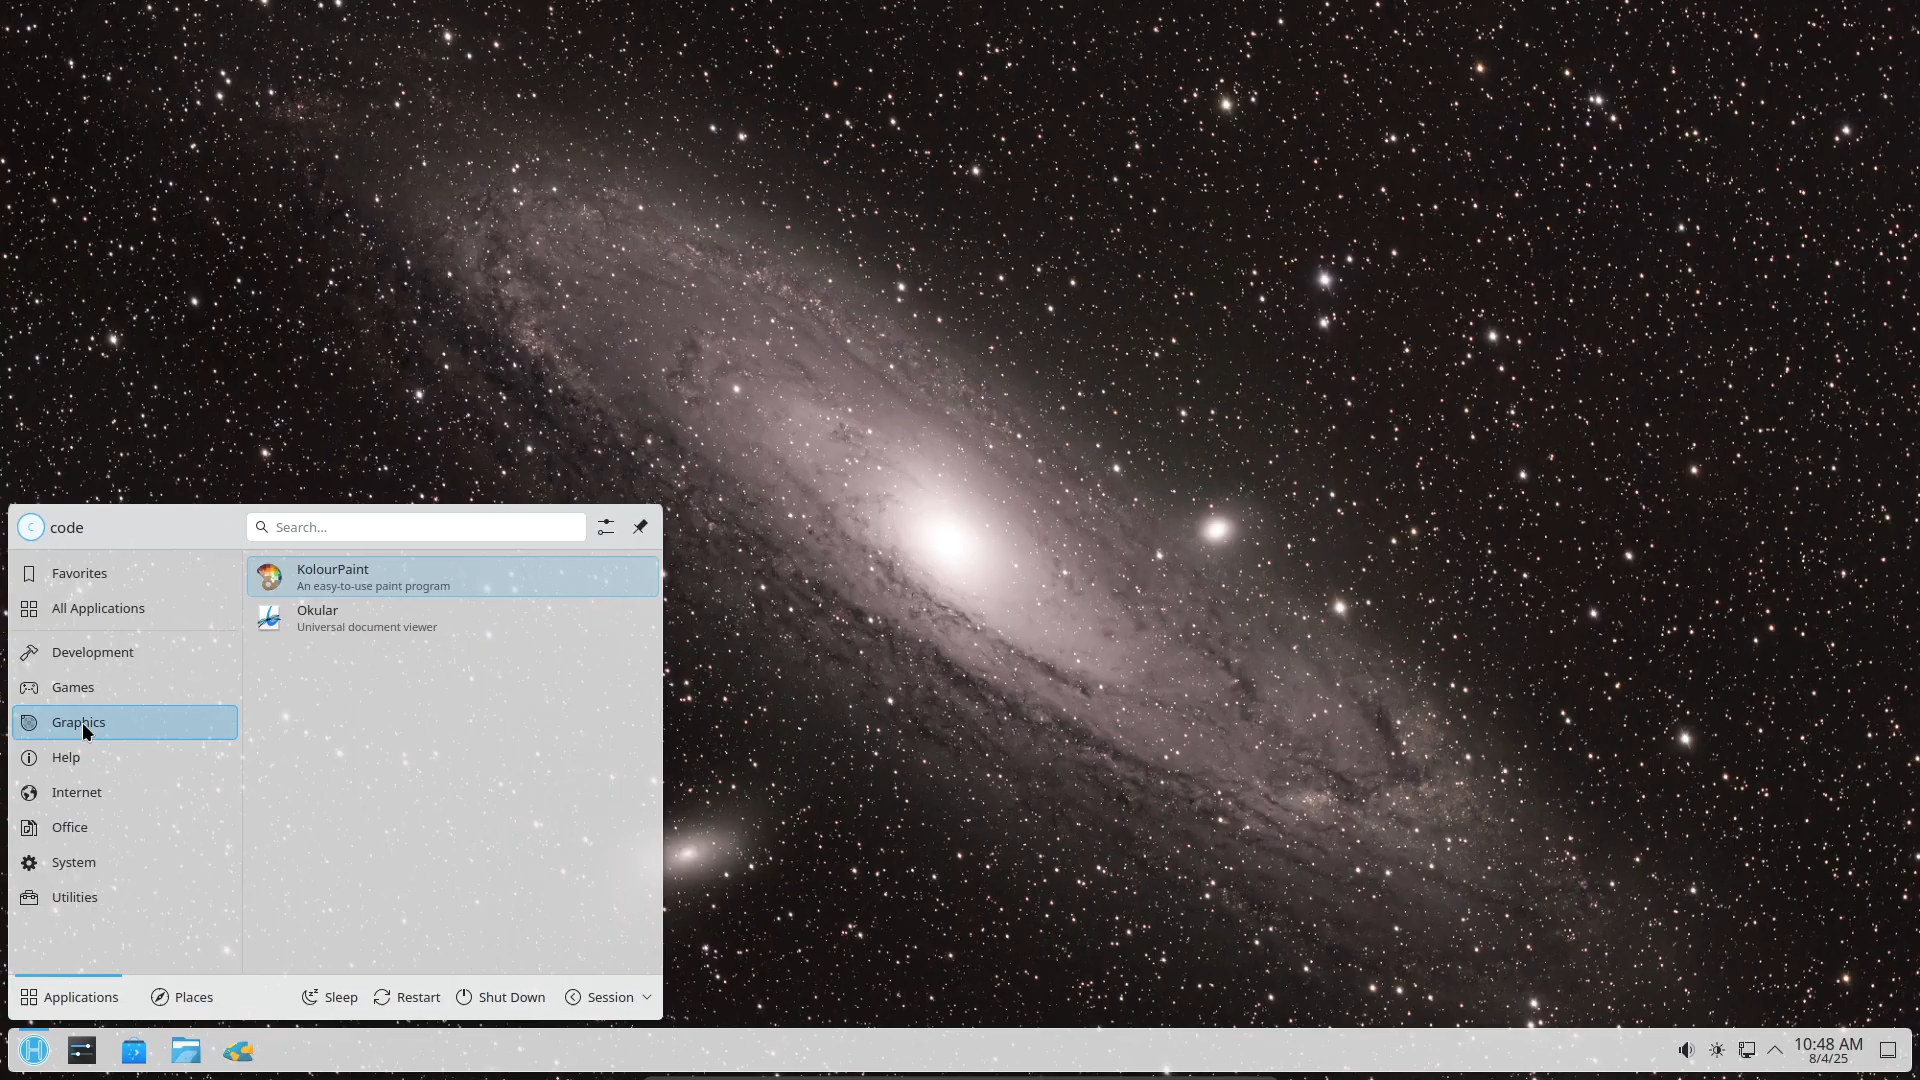 C
code
Search...
Favorites
All Applications
Development
Games
Graphics
Help
Internet
Office
System
Utilities
KolourPaint
An easy-to-use paint program
Okular
Universal document viewer
Applications
Places
Sleep
Restart
Shut Down
Session
10:48 AM
8/4/25